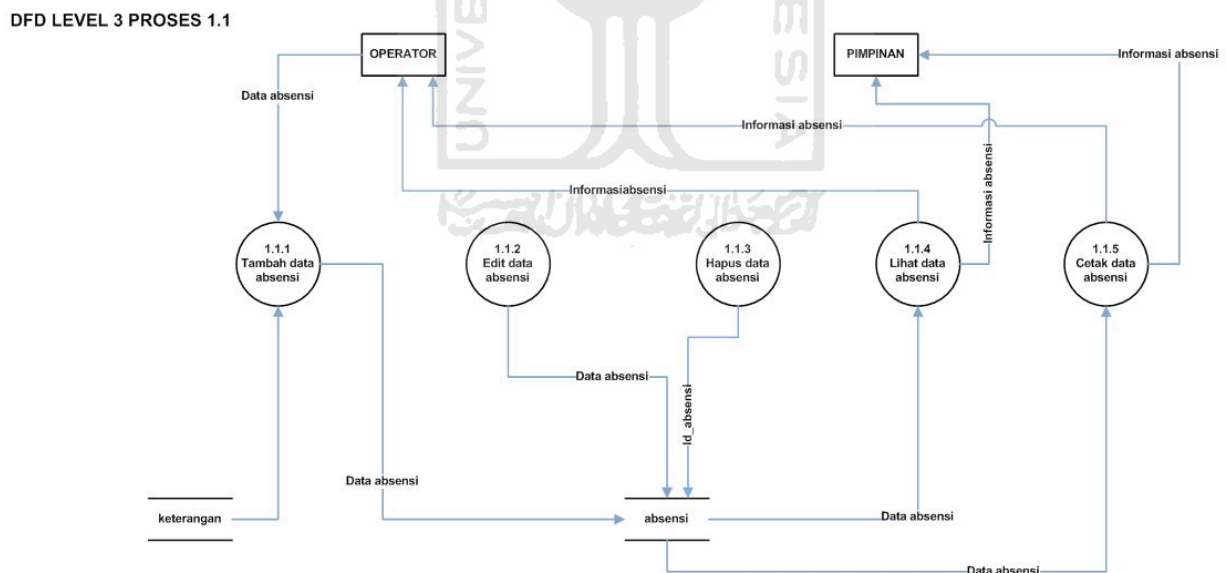 DFD LEVEL 3 PROSES 1.1
OPERATOR
PIMPINAN
Informasi absensi
Data absensi
Informasi absensi
Informasi absensi
Informasiabsensi
1.1.1
Tambah data
absensi
1.1.2
Edit data
absensi
1.1.3
Hapus data
absensi
1.1.4
Lihat data
absensi
1.1.5
Cetak data
absensi
Data absensi
Id_absensi
Data absensi
keterangan
absensi
Data absensi
Data absensi
UNIVE
ESIA